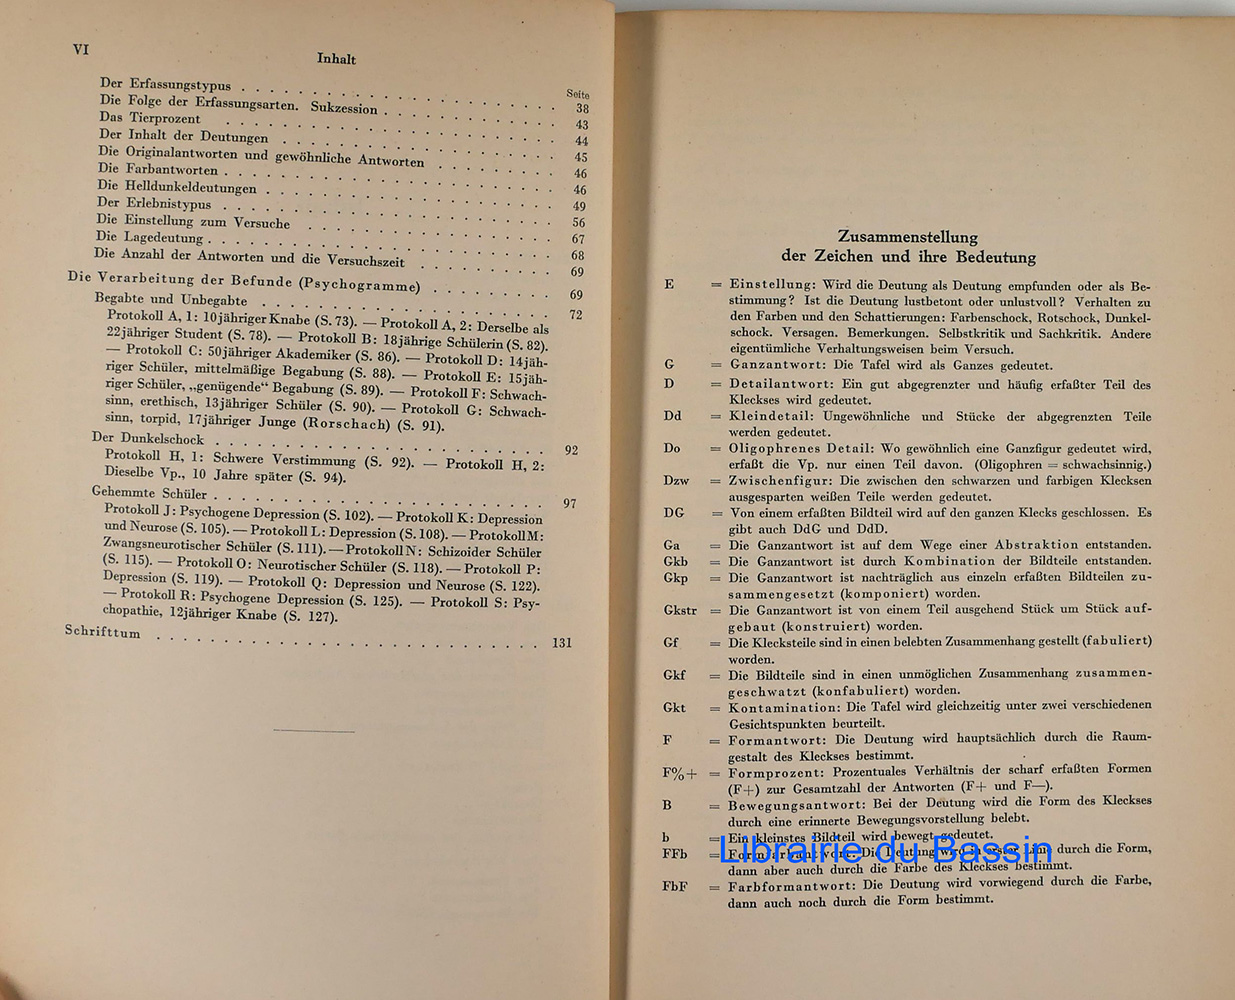 VI
Inhalt
Seite
Der Erfassungstypus . . . . . . . . . . . . . . . . . . . . . . . 38
Die Folge der Erfassungsarten. Sukzession . . . . . . . . . . . . 43
Das Tierprozent . . . . . . . . . . . . . . . . . . . . . . . . 44
Der Inhalt der Deutungen . . . . . . . . . . . . . . . . . . . . 45
Die Originalantworten und gewöhnliche Antworten . . . . . . . . 46
Die Farbantworten . . . . . . . . . . . . . . . . . . . . . . . 46
Die Helldunkeldeutungen . . . . . . . . . . . . . . . . . . . . 49
Der Erlebnistypus . . . . . . . . . . . . . . . . . . . . . . . 56
Die Einstellung zum Versuche . . . . . . . . . . . . . . . . . . 67
Die Lagedeutung . . . . . . . . . . . . . . . . . . . . . . . . 68
Die Anzahl der Antworten und die Versuchszeit . . . . . . . . . 69
Die Verarbeitung der Befunde (Psychogramme) . . . . . . . . . 69
Begabte und Unbegabte . . . . . . . . . . . . . . . . . . . . . 72
Protokoll A, 1: 10jähriger Knabe (S. 73). — Protokoll A, 2: Derselbe als
22jähriger Student (S. 78). — Protokoll B: 18jährige Schülerin (S. 82).
— Protokoll C: 50jähriger Akademiker (S. 86). — Protokoll D: 14jäh-
riger Schüler, mittelmäßige Begabung (S. 88). — Protokoll E: 15jäh-
riger Schüler, „genügende“ Begabung (S. 89). — Protokoll F: Schwach-
sinn, erethisch, 13jähriger Schüler (S. 90). — Protokoll G: Schwach-
sinn, torpid, 17jähriger Junge (Rorschach) (S. 91).
Der Dunkelschock . . . . . . . . . . . . . . . . . . . . . . . . 92
Protokoll H, 1: Schwere Verstimmung (S. 92). — Protokoll H, 2:
Dieselbe Vp., 10 Jahre später (S. 94).
Gehemmte Schüler . . . . . . . . . . . . . . . . . . . . . . . . 97
Protokoll J: Psychogene Depression (S. 102). — Protokoll K: Depression
und Neurose (S. 105). — Protokoll L: Depression (S. 108). — Protokoll M:
Zwangsneurotischer Schüler (S. 111). — Protokoll N: Schizoider Schüler
(S. 115). — Protokoll O: Neurotischer Schüler (S. 118). — Protokoll P:
Depression (S. 119). — Protokoll Q: Depression und Neurose (S. 122).
— Protokoll R: Psychogene Depression (S. 125). — Protokoll S: Psy-
chopathie, 12jähriger Knabe (S. 127).
Schrifttum . . . . . . . . . . . . . . . . . . . . . . . . . . 131
Zusammenstellung
der Zeichen und ihre Bedeutung
E = Einstellung: Wird die Deutung als Deutung empfunden oder als Be-
stimmung? Ist die Deutung lustbetont oder unlustvoll? Verhalten zu
den Farben und den Schattierungen: Farbenschock, Rotschock, Dunkel-
schock. Versagen. Bemerkungen. Selbstkritik und Sachkritik. Andere
eigentümliche Verhaltungsweisen beim Versuch.
G = Ganzantwort: Die Tafel wird als Ganzes gedeutet.
D = Detailantwort: Ein gut abgegrenzter und häufig erfaßter Teil des
Kleckses wird gedeutet.
Dd = Kleindetail: Ungewöhnliche und Stücke der abgegrenzten Teile
werden gedeutet.
Do = Oligophrenes Detail: Wo gewöhnlich eine Ganzfigur gedeutet wird,
erfaßt die Vp. nur einen Teil davon. (Oligophren = schwachsinnig.)
Dzw = Zwischenfigur: Die zwischen den schwarzen und farbigen Klecksen
ausgesparten weißen Teile werden gedeutet.
DG = Von einem erfaßten Bildteil wird auf den ganzen Klecks geschlossen. Es
gibt auch DdG und DdD.
Ga = Die Ganzantwort ist auf dem Wege einer Abstraktion entstanden.
Gkb = Die Ganzantwort ist durch Kombination der Bildteile entstanden.
Gkp = Die Ganzantwort ist nachträglich aus einzeln erfaßten Bildteilen zu-
sammengesetzt (komponiert) worden.
Gkstr = Die Ganzantwort ist von einem Teil ausgehend Stück um Stück auf-
gebaut (konstruiert) worden.
Gf = Die Klecksteile sind in einen belebten Zusammenhang gestellt (fabuliert)
worden.
Gkf = Die Bildteile sind in einen unmöglichen Zusammenhang zusammen-
geschwatzt (konfabuliert) worden.
Gkt = Kontamination: Die Tafel wird gleichzeitig unter zwei verschiedenen
Gesichtspunkten beurteilt.
F = Formantwort: Die Deutung wird hauptsächlich durch die Raum-
gestalt des Kleckses bestimmt.
F%+ = Formprozent: Prozentuales Verhältnis der scharf erfaßten Formen
(F+) zur Gesamtzahl der Antworten (F+ und F—).
B = Bewegungsantwort: Bei der Deutung wird die Form des Kleckses
durch eine erinnerte Bewegungsvorstellung belebt.
b = Ein kleinstes Bildteil wird bewegt gedeutet.
FFb = Formfarbantwort: Die Deutung wird in erster Linie durch die Form,
dann aber auch durch die Farbe des Kleckses bestimmt.
FbF = Farbformantwort: Die Deutung wird vorwiegend durch die Farbe,
dann auch noch durch die Form bestimmt.
Librairie du Bassin